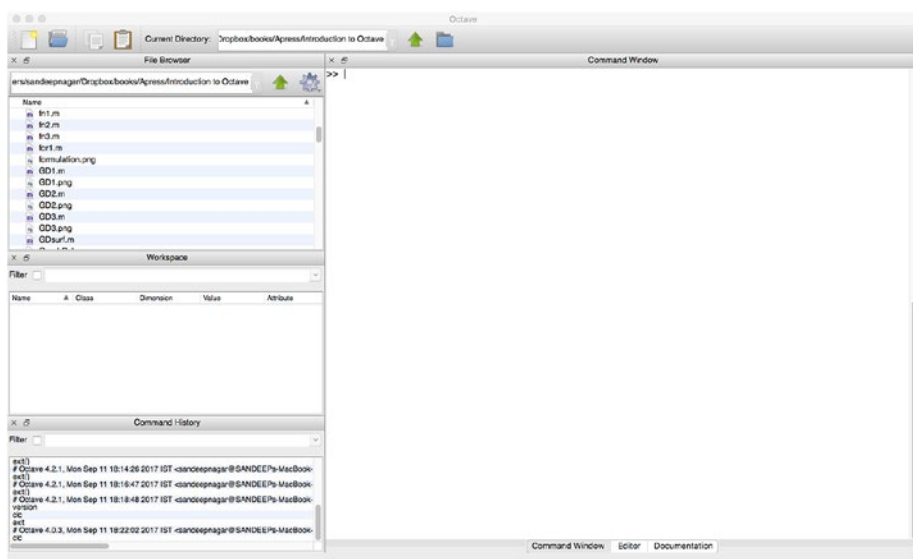 Octave
Current Directory: Dropbox/books/Apress/Introduction to Octave
File Browser
ers/sandeepnagar/Dropbox/books/Apress/Introduction to Octave
Name
fn1.m
fn2.m
fn3.m
for1.m
formulation.png
GD1.m
GD1.png
GD2.m
GD2.png
GD3.m
GD3.png
GDsurf.m
Workspace
Filter
Name Class Dimension Value Attribute
Command History
Filter
exit()
# Octave 4.2.1, Mon Sep 11 18:14:26 2017 IST <sandeepnagar@SANDEEPs-MacBook-
exit()
# Octave 4.2.1, Mon Sep 11 18:16:47 2017 IST <sandeepnagar@SANDEEPs-MacBook-
exit()
# Octave 4.2.1, Mon Sep 11 18:18:48 2017 IST <sandeepnagar@SANDEEPs-MacBook-
version
clc
exit
# Octave 4.0.3, Mon Sep 11 18:22:02 2017 IST <sandeepnagar@SANDEEPs-MacBook-
clc
Command Window
>>
Command Window Editor Documentation